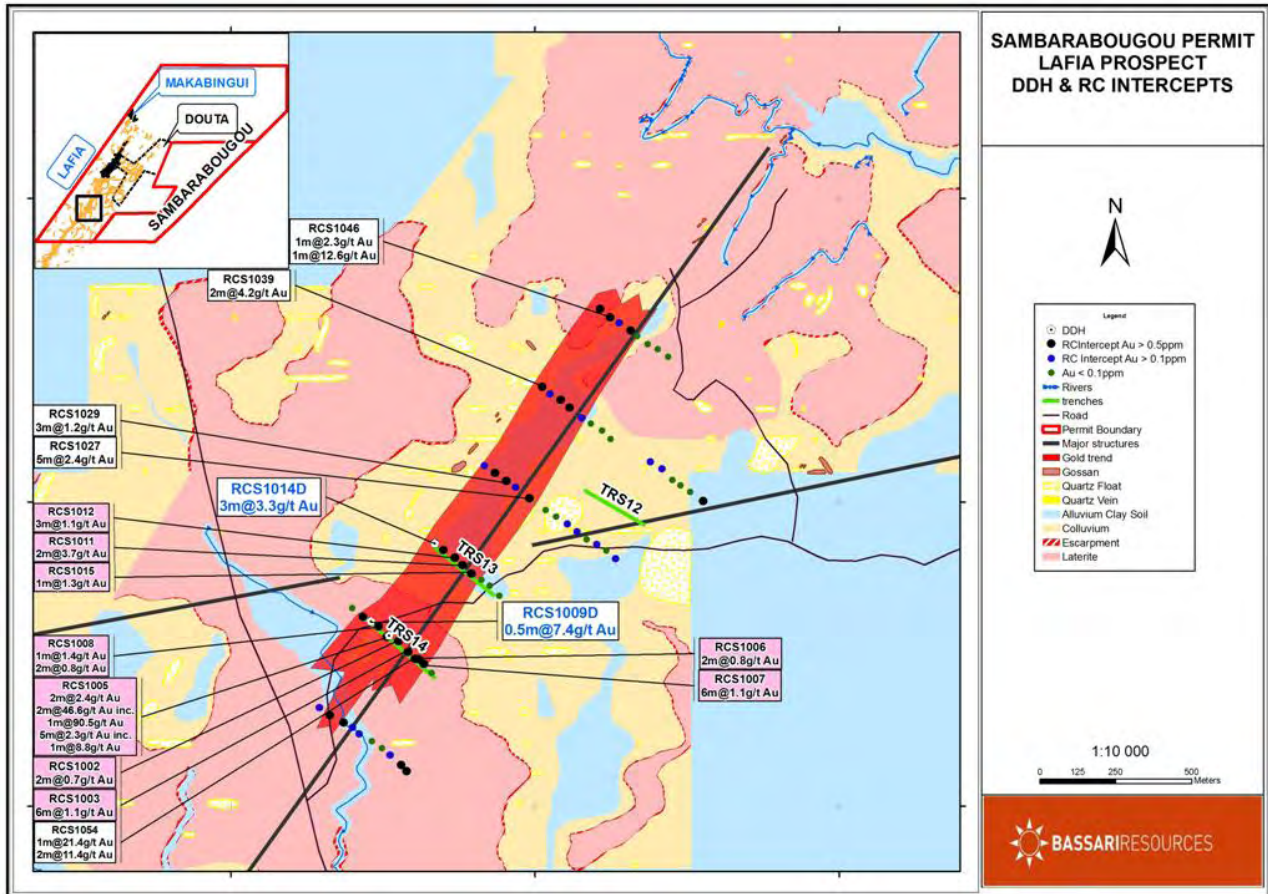 SAMBARABOUGOU PERMIT
LAFIA PROSPECT
DDH & RC INTERCEPTS
MAKABINGUI
DOUTA
LAFIA
SAMBARABOUGOU
RCS1046
1m@2.3g/t Au
1m@12.6g/t Au
RCS1039
2m@4.2g/t Au
RCS1029
3m@1.2g/t Au
RCS1027
5m@2.4g/t Au
RCS1014D
3m@3.3g/t Au
RCS1012
3m@1.1g/t Au
RCS1011
2m@3.7g/t Au
RCS1015
1m@1.3g/t Au
TRS12
TRS13
TRS14
RCS1009D
0.5m@7.4g/t Au
RCS1006
2m@0.8g/t Au
RCS1007
6m@1.1g/t Au
RCS1008
1m@1.4g/t Au
2m@0.8g/t Au
RCS1005
2m@2.4g/t Au
2m@46.6g/t Au inc.
1m@90.5g/t Au
5m@2.3g/t Au inc.
1m@8.8g/t Au
RCS1002
2m@0.7g/t Au
RCS1003
6m@1.1g/t Au
RCS1054
1m@21.4g/t Au
2m@11.4g/t Au
N
Legend
DDH
RCIntercept Au > 0.5ppm
RC Intercept Au > 0.1ppm
Au < 0.1ppm
Rivers
trenches
Road
Permit Boundary
Major structures
Gold trend
Gossan
Quartz Float
Quartz Vein
Alluvium Clay Soil
Colluvium
Escarpment
Laterite
1:10 000
0 125 250 500
Meters
BASSARIRESOURCES